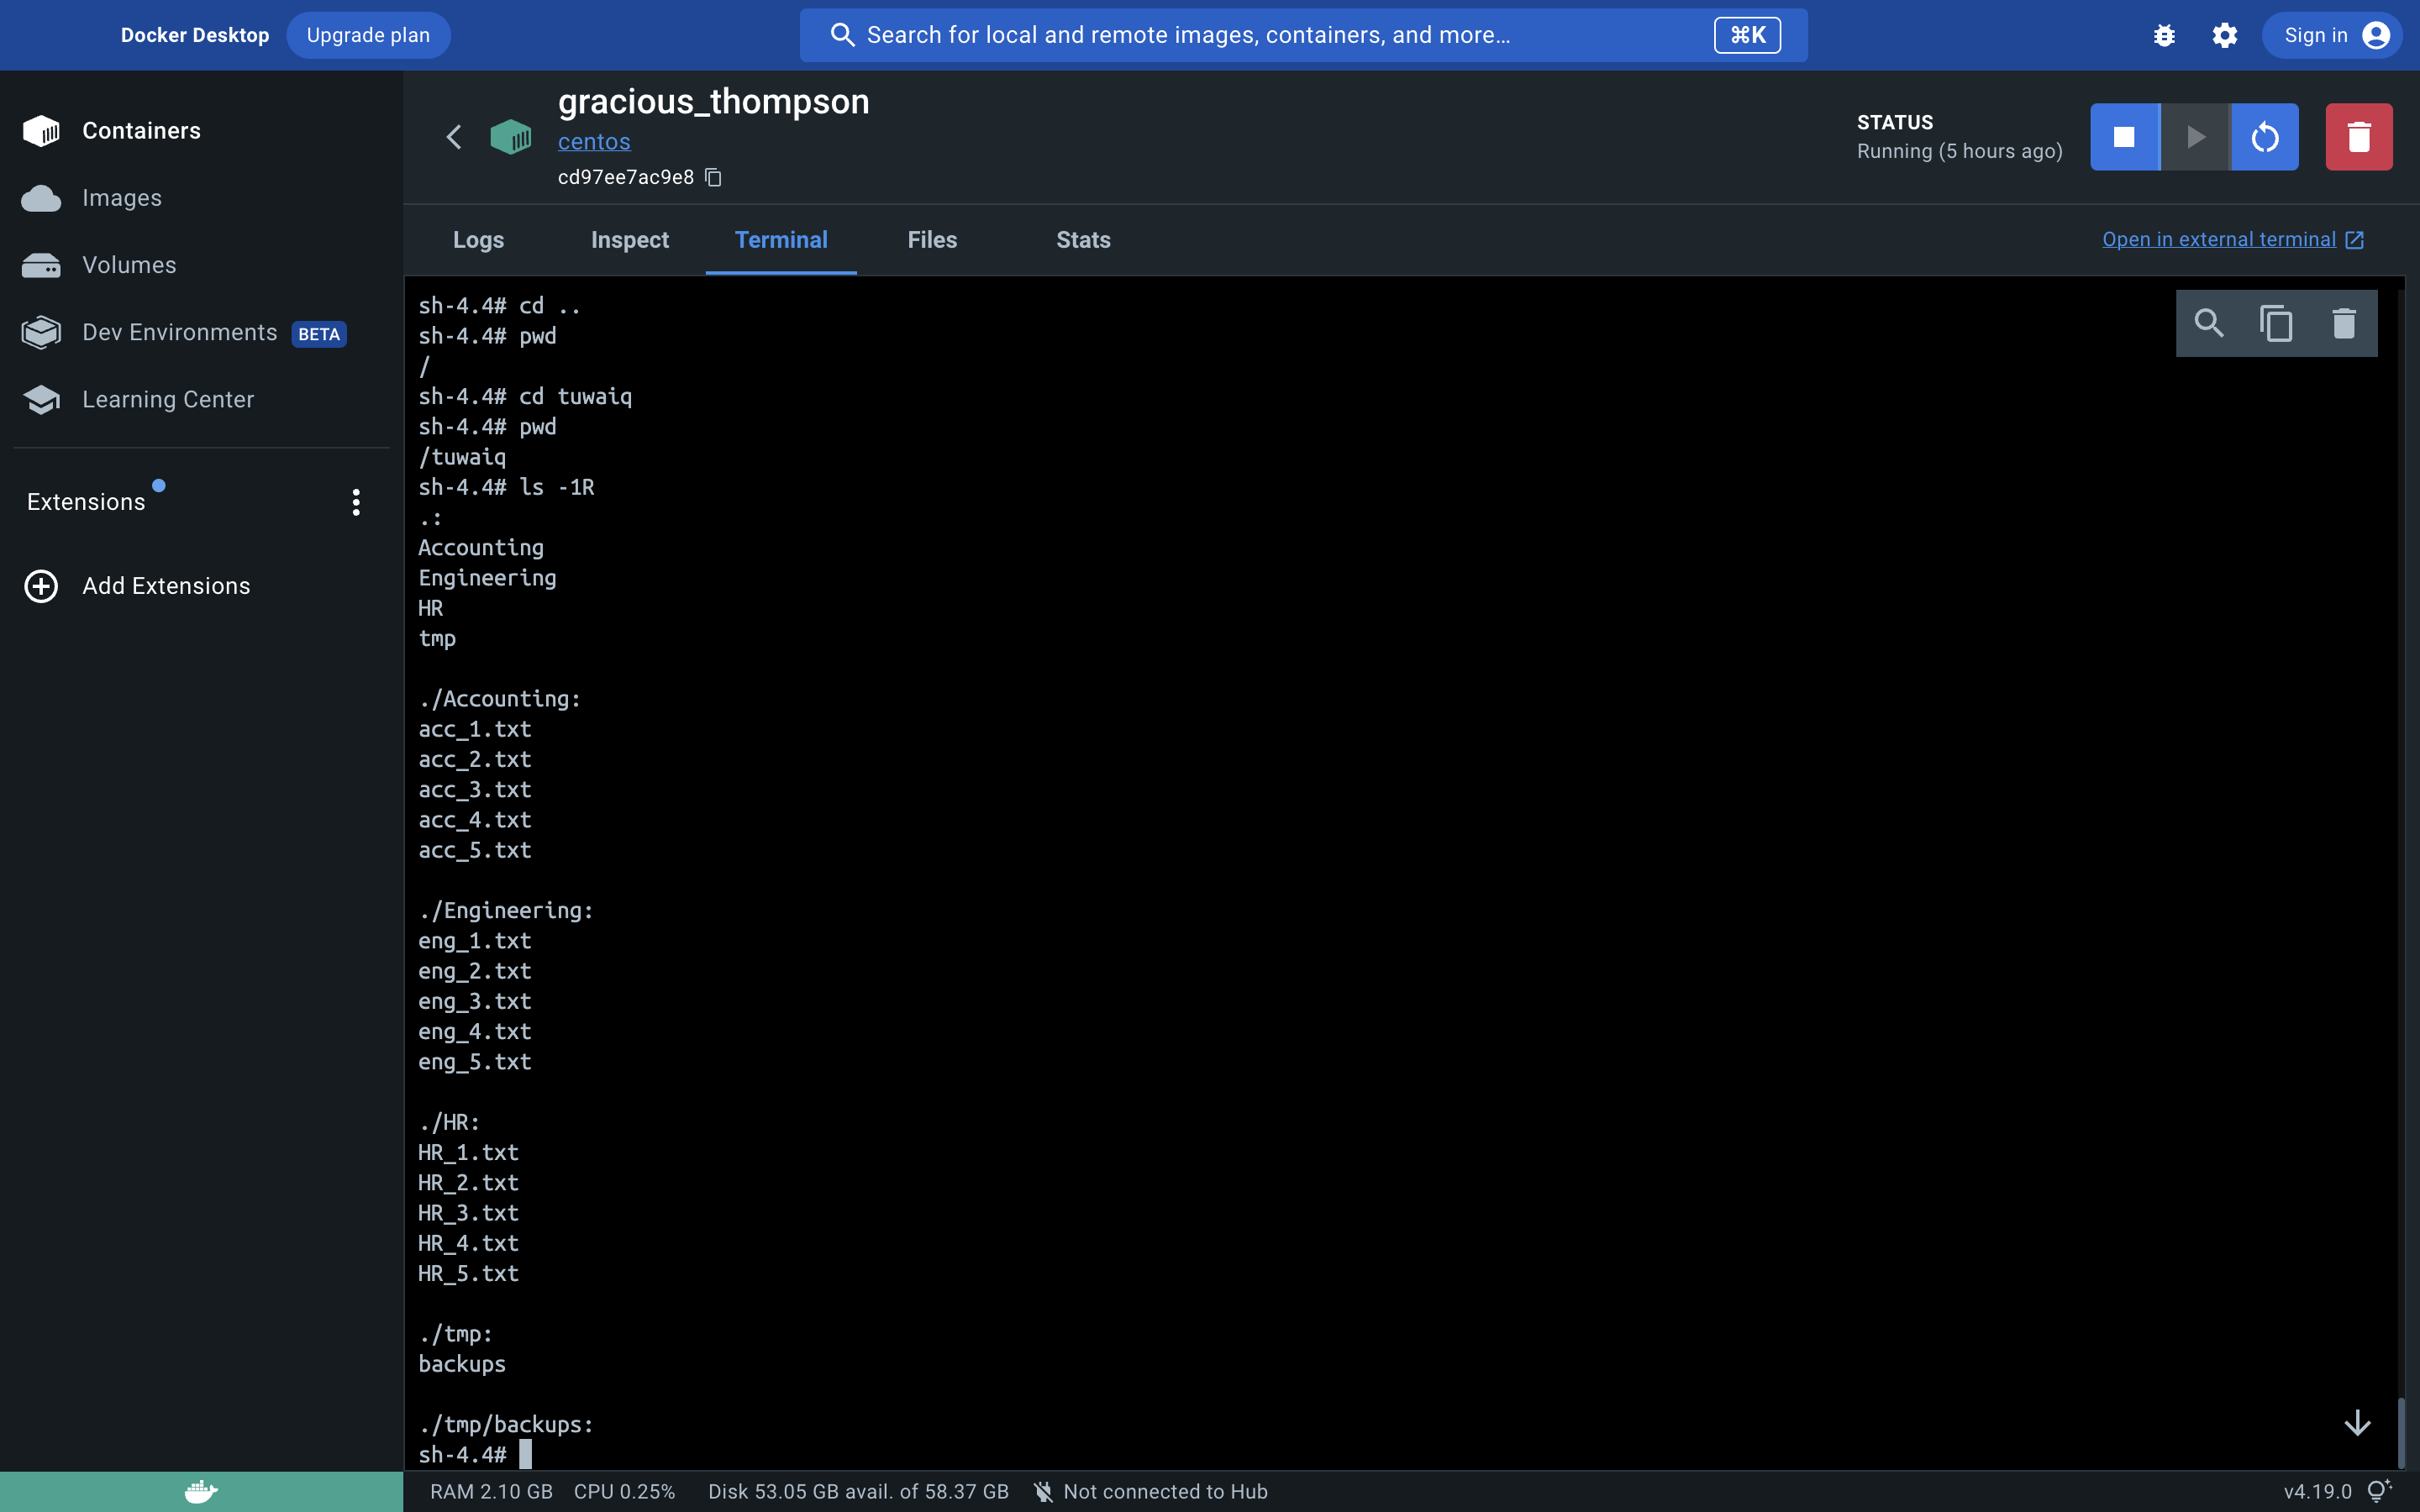 Docker Desktop
Upgrade plan
Search for local and remote images, containers, and more...
⌘K
Sign in
Containers
Images
Volumes
Dev Environments BETA
Learning Center
Extensions
Add Extensions
gracious_thompson
centos
cd97ee7ac9e8
STATUS
Running (5 hours ago)
Logs
Inspect
Terminal
Files
Stats
Open in external terminal
sh-4.4# cd ..
sh-4.4# pwd
/
sh-4.4# cd tuwaiq
sh-4.4# pwd
/tuwaiq
sh-4.4# ls -1R
.:
Accounting
Engineering
HR
tmp
./Accounting:
acc_1.txt
acc_2.txt
acc_3.txt
acc_4.txt
acc_5.txt
./Engineering:
eng_1.txt
eng_2.txt
eng_3.txt
eng_4.txt
eng_5.txt
./HR:
HR_1.txt
HR_2.txt
HR_3.txt
HR_4.txt
HR_5.txt
./tmp:
backups
./tmp/backups:
sh-4.4#
RAM 2.10 GB CPU 0.25% Disk 53.05 GB avail. of 58.37 GB Not connected to Hub
v4.19.0